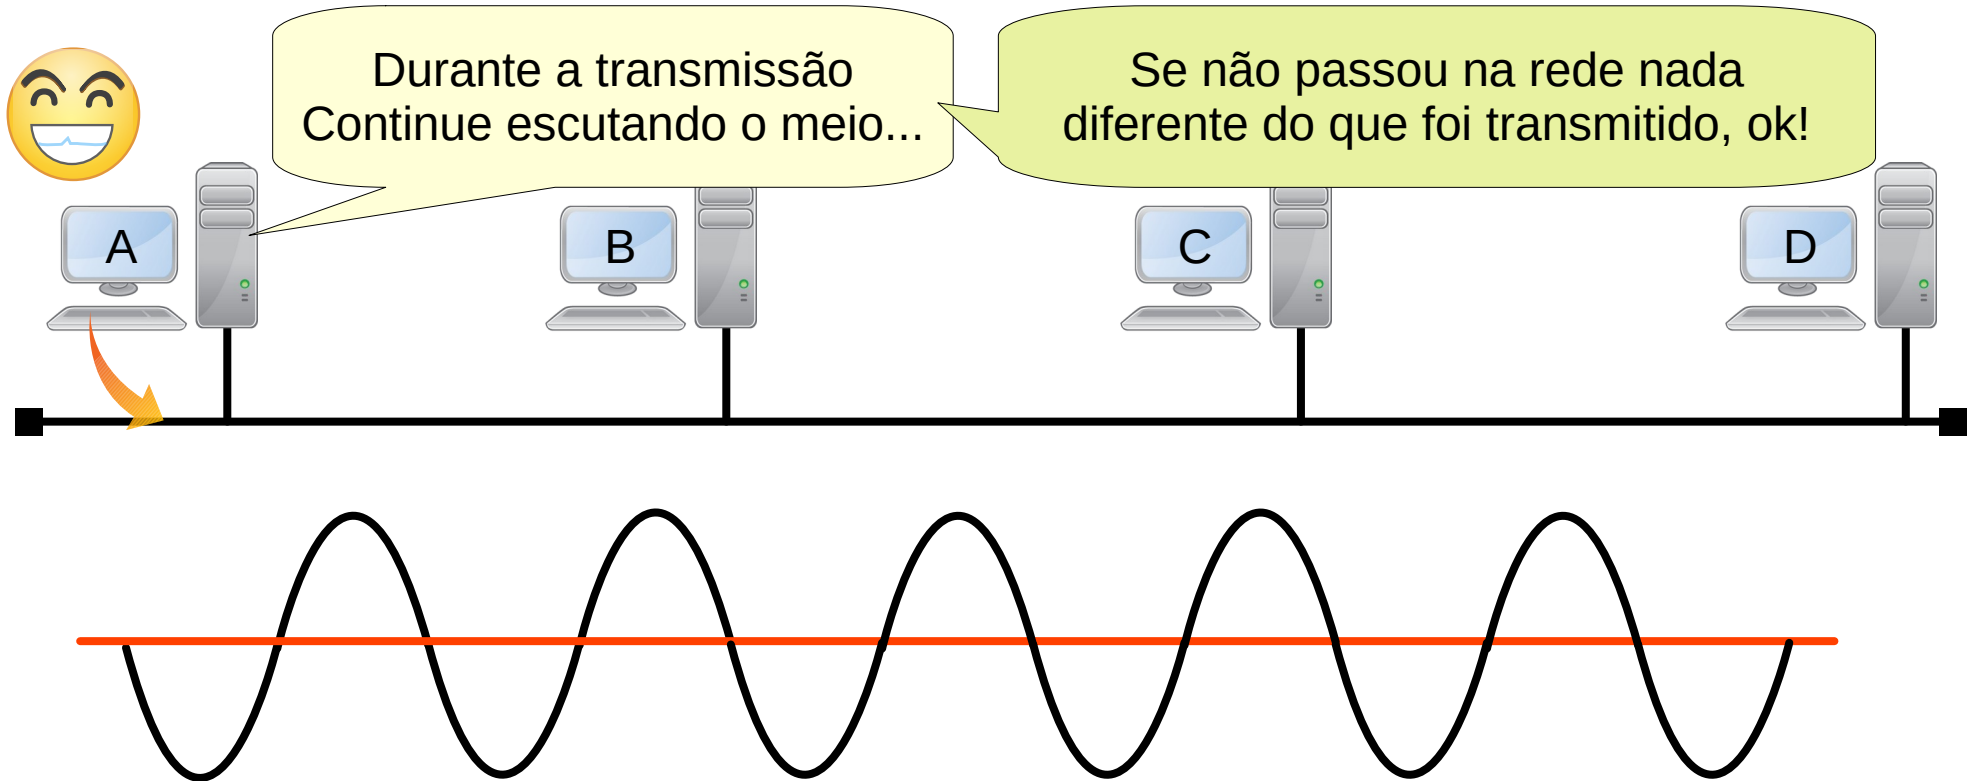 Durante a transmissão
Continue escutando o meio...
Se não passou na rede nada
diferente do que foi transmitido, ok!
A
B
C
D